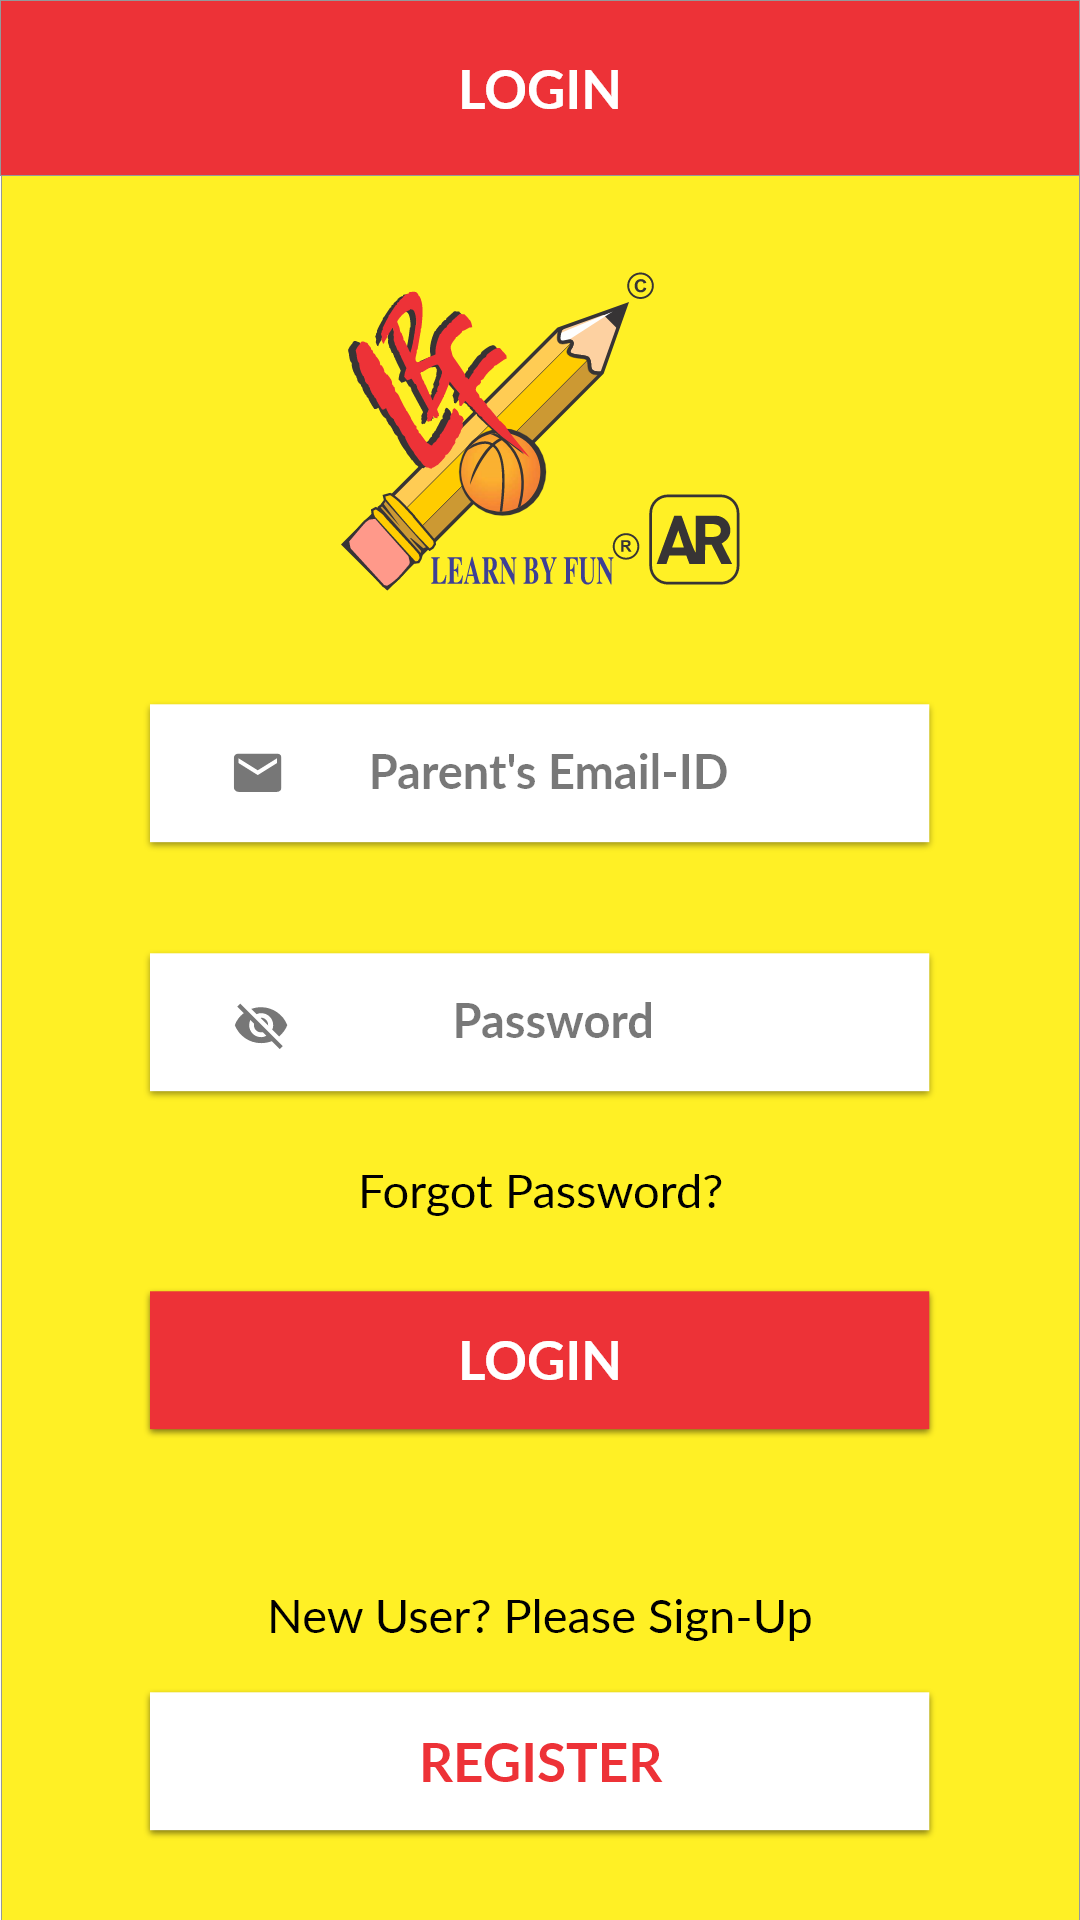 LOGIN
©
LBF
LEARN BY FUN® AR
Parent's Email-ID
Password
Forgot Password?
LOGIN
New User? Please Sign-Up
REGISTER